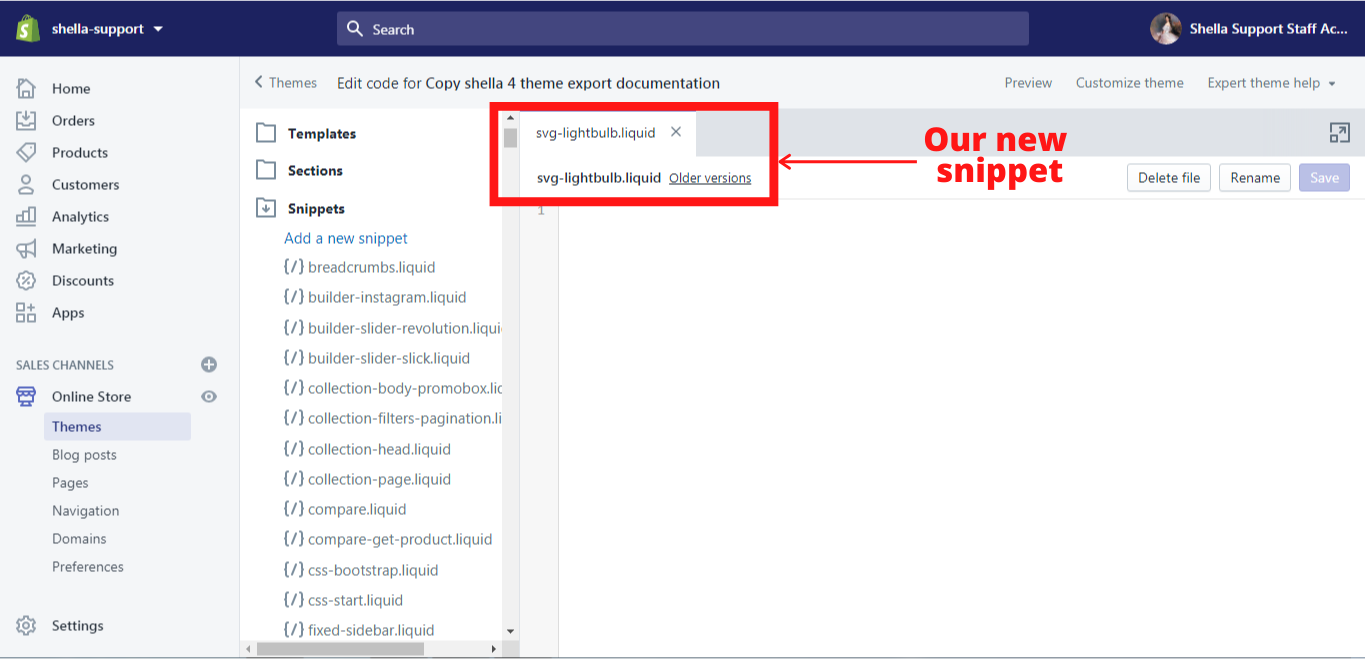 shella-support
Search
Shella Support Staff Ac...
Home
Orders
Products
Customers
Analytics
Marketing
Discounts
Apps
SALES CHANNELS
Online Store
Themes
Blog posts
Pages
Navigation
Domains
Preferences
Settings
Themes
Edit code for Copy shella 4 theme export documentation
Preview
Customize theme
Expert theme help
Templates
Sections
Snippets
Add a new snippet
{/} breadcrumbs.liquid
{/} builder-instagram.liquid
{/} builder-slider-revolution.liqui
{/} builder-slider-slick.liquid
{/} collection-body-promobox.lic
{/} collection-filters-pagination.li
{/} collection-head.liquid
{/} collection-page.liquid
{/} compare.liquid
{/} compare-get-product.liquid
{/} css-bootstrap.liquid
{/} css-start.liquid
{/} fixed-sidebar.liquid
svg-lightbulb.liquid
svg-lightbulb.liquid Older versions
Our new
snippet
Delete file
Rename
Save
1